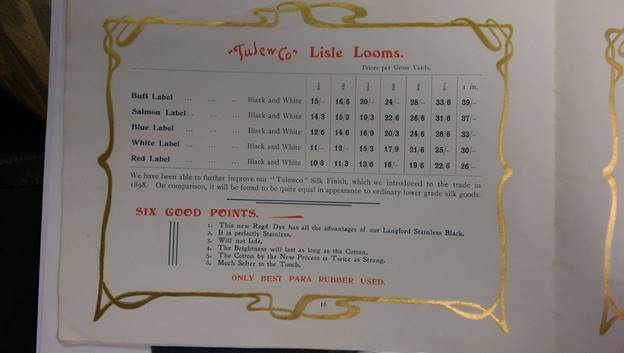 "Tulewco" Lisle Looms.
Prices per Gross Yards.
1 in.
Buff Label ... ... ... Black and White 15/- 16/6 20/- 24/- 28/- 33/6 39/-
Salmon Label ... ... ... Black and White 14/3 15/9 19/3 22/6 26/6 31/6 37/-
Blue Label ... ... ... Black and White 12/6 14/6 16/9 20/3 24/6 28/6 33/-
White Label ... ... ... Black and White 11/- 12/- 15/3 17/9 21/6 25/- 30/-
Red Label ... ... ... Black and White 10/6 11/3 13/6 16/- 19/6 22/6 26/-
We have been able to further improve our "Tulewco" Silk Finish, which we introduced to the trade in
1898. On comparison, it will be found to be quite equal in appearance to ordinary lower grade silk goods.
SIX GOOD POINTS.
1. This new Regd. Dye has all the advantages of our Langford Stainless Black.
2. It is perfectly Stainless.
3. Will not fade.
4. The Brightness will last as long as the Cotton.
5. The Cotton by the New Process is Twice as Strong.
6. Much Softer to the Touch.
ONLY BEST PARA RUBBER USED.
16